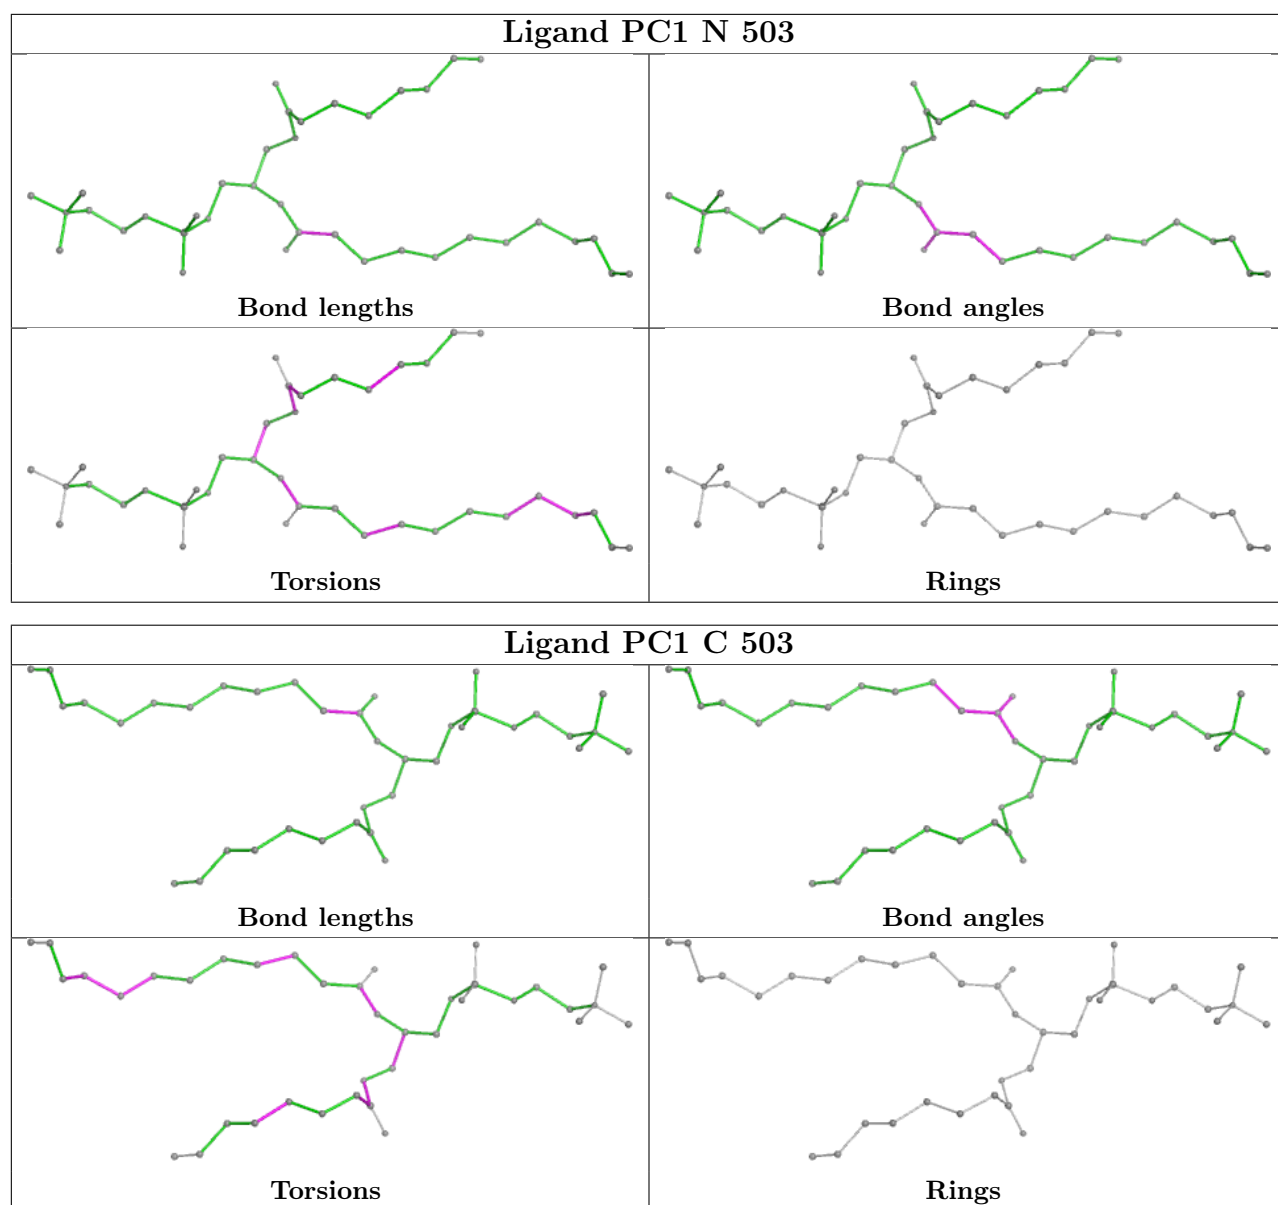 Ligand PC1 N 503
Bond lengths
Bond angles
Torsions
Rings
Ligand PC1 C 503
Bond lengths
Bond angles
Torsions
Rings